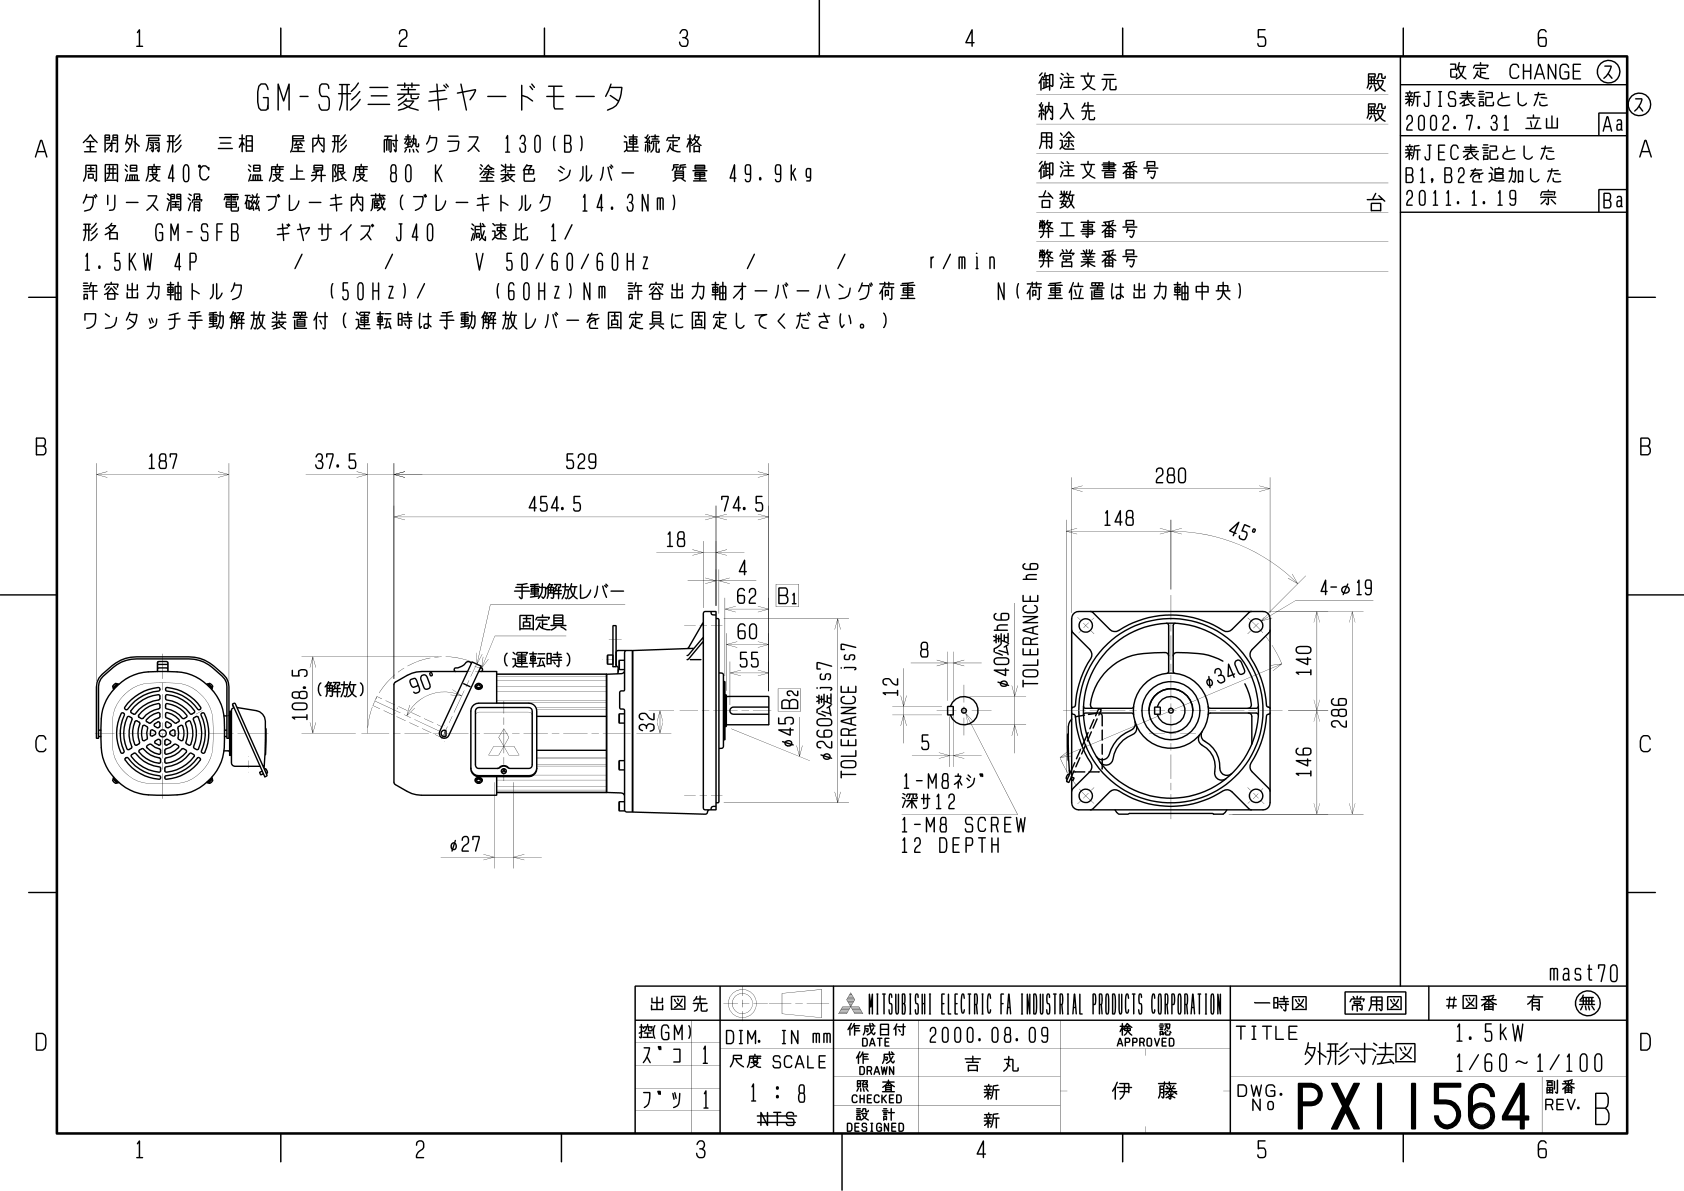 1 2 3 4 5 6
GM-S形三菱ギヤードモータ
全閉外扇形 三相 屋内形 耐熱クラス 130(B) 連続定格
周囲温度40℃ 温度上昇限度 80 K 塗装色 シルバー 質量 49.9kg
グリース潤滑 電磁ブレーキ内蔵(ブレーキトルク 14.3Nm)
形名 GM-SFB ギヤサイズ J40 減速比 1/
1.5KW 4P / / V 50/60/60Hz / / r/min
許容出力軸トルク (50Hz)/ (60Hz)Nm 許容出力軸オーバーハング荷重 N(荷重位置は出力軸中央)
ワンタッチ手動解放装置付(運転時は手動解放レバーを固定具に固定してください。)
御注文元 殿
納入先 殿
用途
御注文書番号
台数 台
弊工事番号
弊営業番号
改定 CHANGE ス
新JIS表記とした
2002.7.31 立山 Aa
新JEC表記とした
B1,B2を追加した
2011.1.19 宗 Ba
ス
A A
B B
C C
D D
187
37.5
529
454.5
74.5
18
4
62 B1
60
55
手動解放レバー
固定具
(運転時)
90°
(解放)
108.5
32
φ27
φ45 B2
φ260公差js7
TOLERANCE js7
8
12
5
φ40公差h6
TOLERANCE h6
1-M8ネジ
深サ12
1-M8 SCREW
12 DEPTH
280
148
45°
4-φ19
φ340
140
286
146
mast70
出図先
控(GM)
ズコ 1
ブツ 1
DIM. IN mm
尺度 SCALE
1 : 8
NTS
MITSUBISHI ELECTRIC FA INDUSTRIAL PRODUCTS CORPORATION
作成日付 DATE 2000.08.09
作成 DRAWN 吉丸
照査 CHECKED 新
設計 DESIGNED 新
検認 APPROVED
伊藤
一時図 常用図 #図番 有 無
TITLE 1.5kW
外形寸法図 1/60~1/100
DWG. No PX11564 副番 REV. B
1 2 3 4 5 6